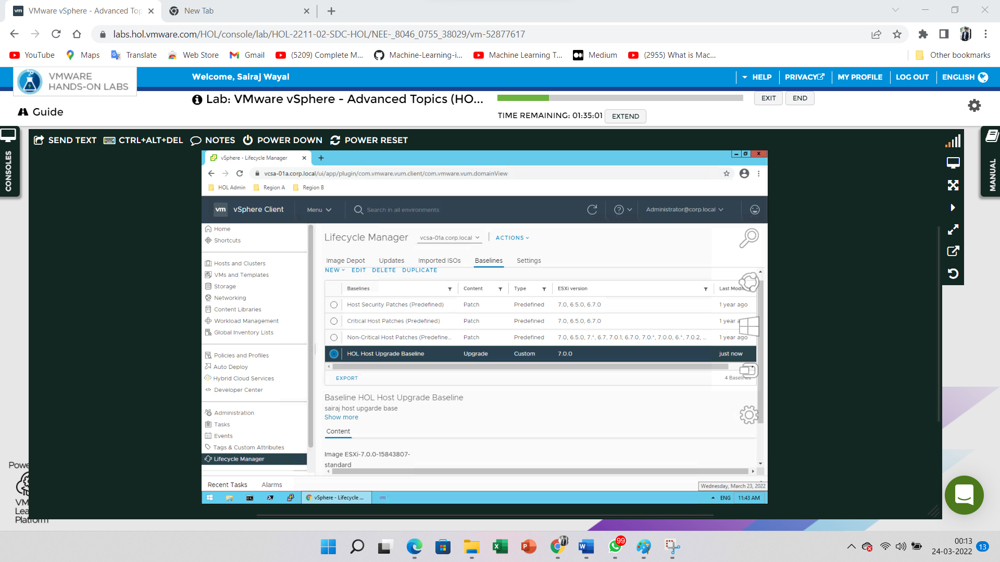 VMware vSphere - Advanced Top
New Tab
labs.hol.vmware.com/HOL/console/lab/HOL-2211-02-SDC-HOL/NEE-_8046_0755_38029/vm-52877617
YouTube Maps Translate Web Store Gmail (5209) Complete M... Machine-Learning-i... Machine Learning T... Medium (2955) What is Mac... Other bookmarks
VMWARE
HANDS-ON LABS
Welcome, Sairaj Wayal
HELP PRIVACY MY PROFILE LOG OUT ENGLISH
Lab: VMware vSphere - Advanced Topics (HO...
EXIT END
Guide
TIME REMAINING: 01:35:01 EXTEND
CONSOLES
MANUAL
SEND TEXT CTRL+ALT+DEL NOTES POWER DOWN POWER RESET
vSphere - Lifecycle Manager
vcsa-01a.corp.local/ui/app/plugin/com.vmware.vum.client/com.vmware.vum.domainView
HOL Admin Region A Region B
vm vSphere Client Menu Search in all environments Administrator@corp.local
Home
Shortcuts
Hosts and Clusters
VMs and Templates
Storage
Networking
Content Libraries
Workload Management
Global Inventory Lists
Policies and Profiles
Auto Deploy
Hybrid Cloud Services
Developer Center
Administration
Tasks
Events
Tags & Custom Attributes
Lifecycle Manager
Lifecycle Manager vcsa-01a.corp.local ACTIONS
Image Depot Updates Imported ISOs Baselines Settings
NEW EDIT DELETE DUPLICATE
Baselines Content Type ESXi version Last Modi
Host Security Patches (Predefined) Patch Predefined 7.0, 6.5.0, 6.7.0 1 year ago
Critical Host Patches (Predefined) Patch Predefined 7.0, 6.5.0, 6.7.0 1 year a
Non-Critical Host Patches (Predefine... Patch Predefined 7.0, 6.5.0, 7.*, 6.7, 7.0.1, 6.7.0, 7.0.*, 7.0.0, 6.*, 7.0.2, ... 1 year ago
HOL Host Upgrade Baseline Upgrade Custom 7.0.0 just now
EXPORT 4 Baselines
Baseline HOL Host Upgrade Baseline
sairaj host upgarde base
Show more
Content
Image ESXi-7.0.0-15843807-
standard
Recent Tasks Alarms
Wednesday, March 23, 2022
vSphere - Lifecycle ...
ENG 11:43 AM
Powe
VM
Lea
Platform
99
00:13
24-03-2022
13